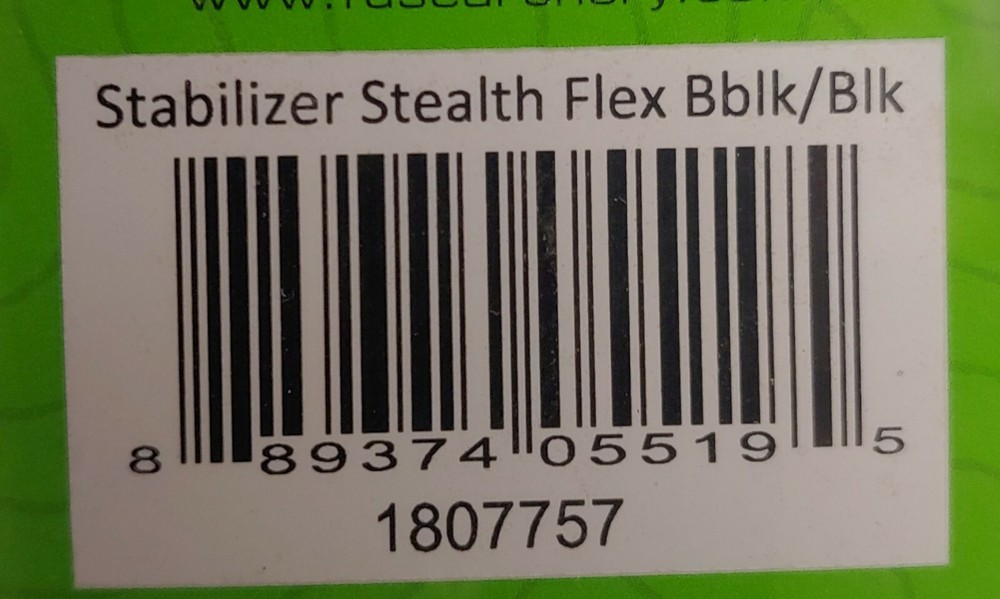 Stabilizer Stealth Flex Bblk/Blk
8 89374 05519 5
1807757